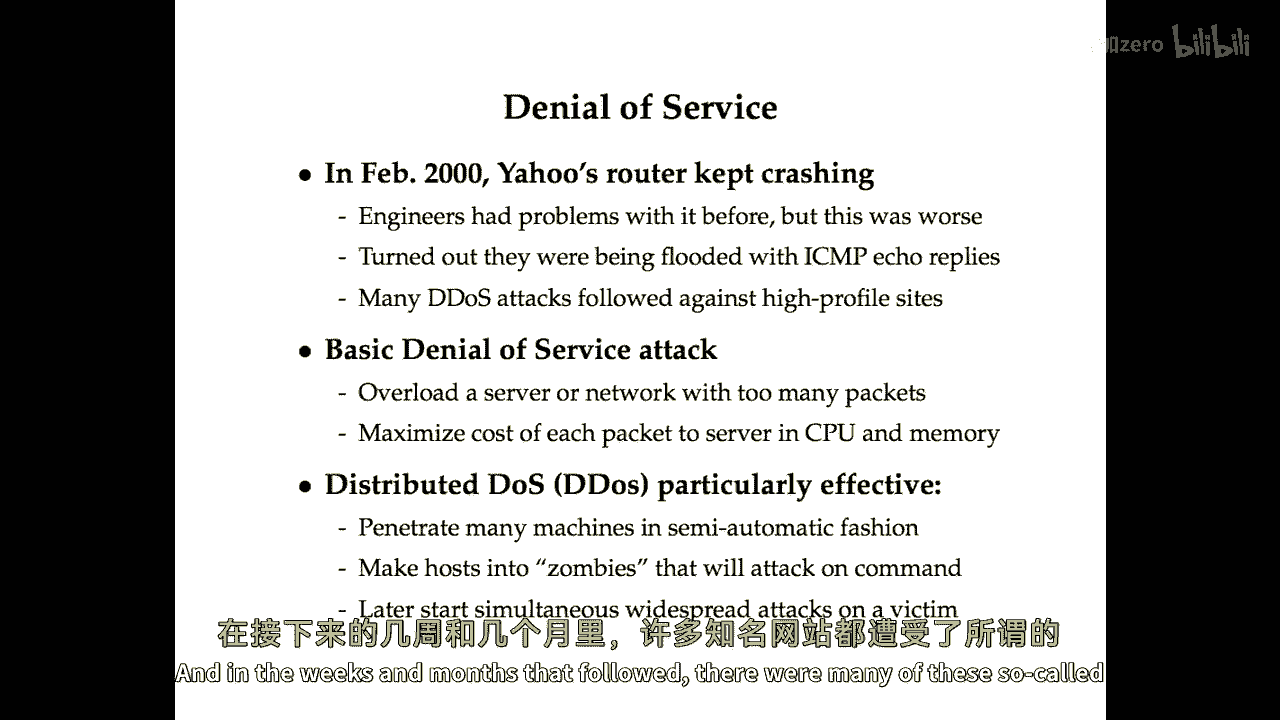 zero bilibili
Denial of Service
• In Feb. 2000, Yahoo's router kept crashing
- Engineers had problems with it before, but this was worse
- Turned out they were being flooded with ICMP echo replies
- Many DDoS attacks followed against high-profile sites
• Basic Denial of Service attack
- Overload a server or network with too many packets
- Maximize cost of each packet to server in CPU and memory
• Distributed DoS (DDos) particularly effective:
- Penetrate many machines in semi-automatic fashion
- Make hosts into “zombies” that will attack on command
- Later start simultaneous widespread attacks on a victim
在接下来的几周和几个月里，许多知名网站都遭受了所谓的
And in the weeks and months that followed, there were many of these so-called